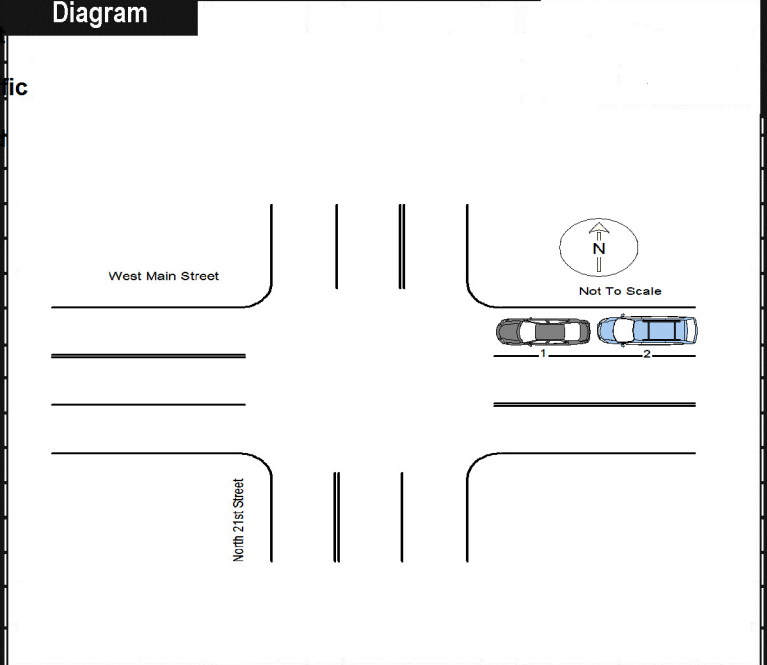 Diagram
fic
West Main Street
N
Not To Scale
1
2
North 21st Street